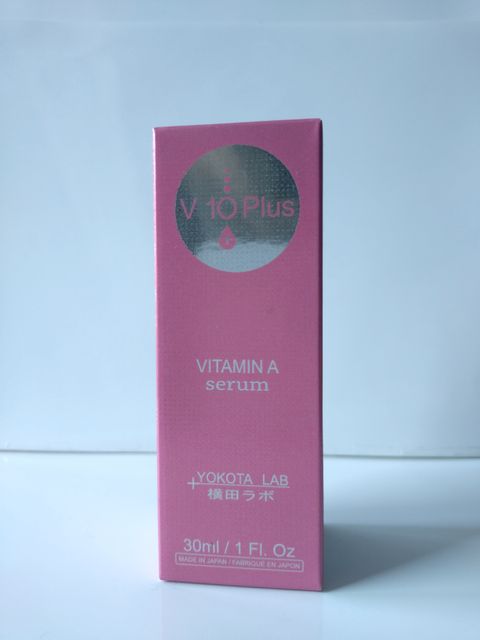 V 10 Plus
VITAMIN A
serum
YOKOTA LAB
横田ラボ
30ml / 1 Fl. Oz
MADE IN JAPAN / FABRIQUÉ EN JAPON